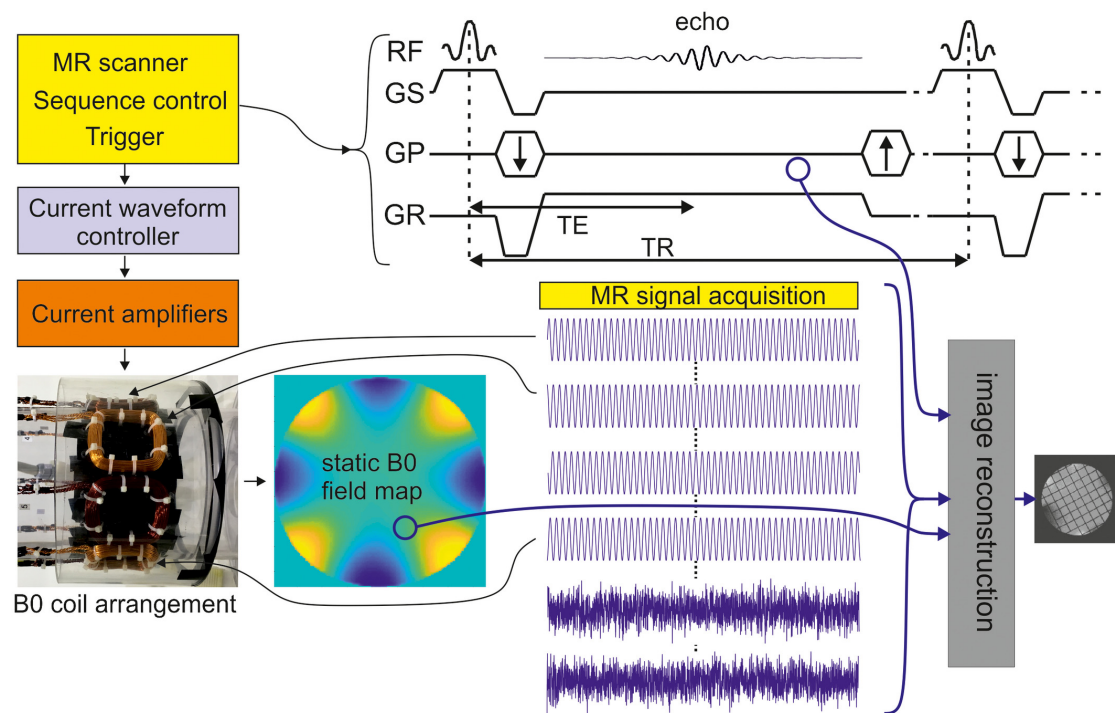 MR scanner
Sequence control
Trigger
Current waveform
controller
Current amplifiers
B0 coil arrangement
echo
RF
GS
GP
GR
TE
TR
MR signal acquisition
static B0
field map
image reconstruction